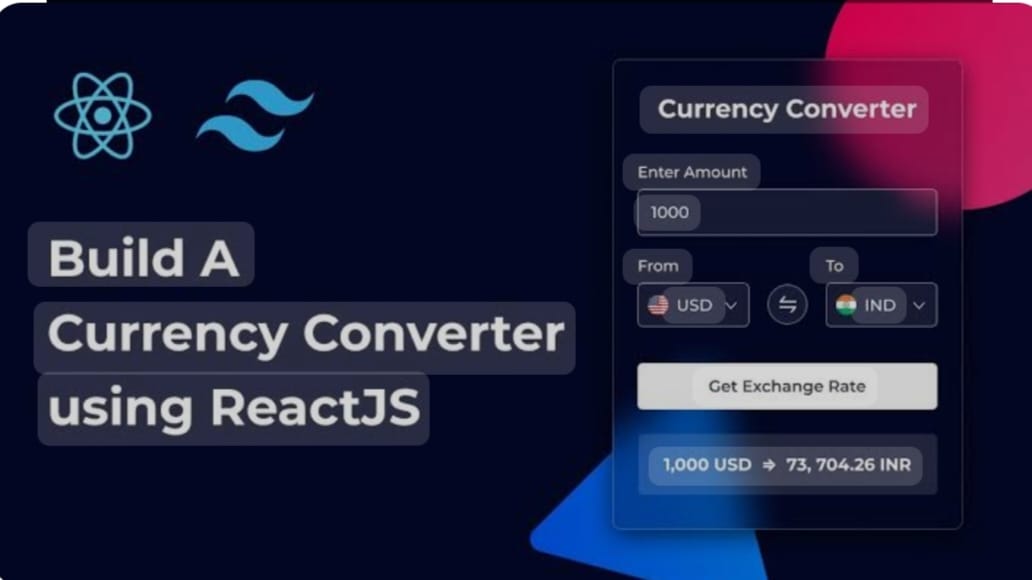 Build A
Currency Converter
using ReactJS
Currency Converter
Enter Amount
1000
From To
USD IND
Get Exchange Rate
1,000 USD ⇒ 73, 704.26 INR